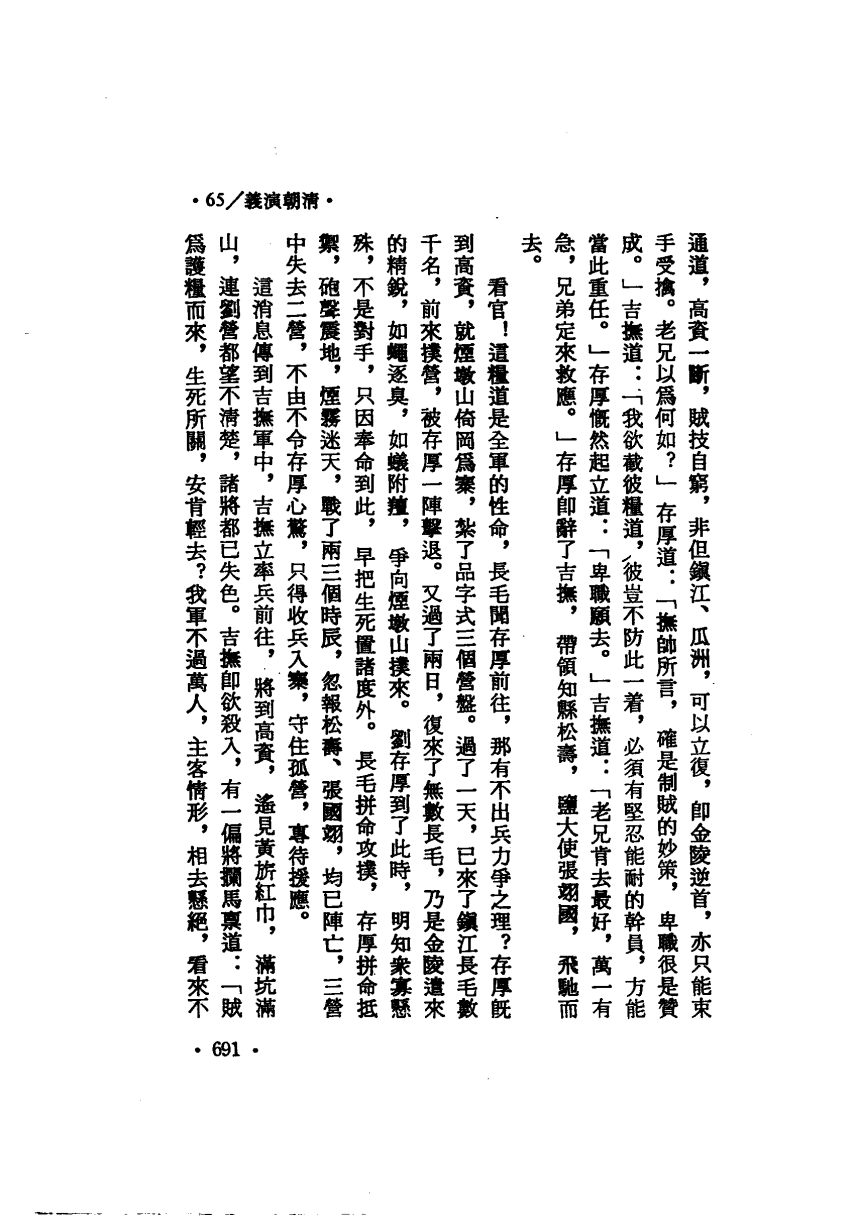 ·65／義演朝清·
通道，高資一斷，賊技自窮，非但鎭江、瓜洲，可以立復，卽金陵逆首，亦只能束
手受擒。老兄以爲何如？」存厚道：「撫帥所言，確是制賊的妙策，卑職很是贊
成。」吉撫道：「我欲截彼糧道，彼豈不防此一着，必須有堅忍能耐的幹員，方能
當此重任。」存厚慨然起立道：「卑職願去。」吉撫道：「老兄肯去最好，萬一有
急，兄弟定來救應。」存厚卽辭了吉撫，帶領知縣松壽，鹽大使張翊國，飛馳而
去。
看官！這糧道是全軍的性命，長毛聞存厚前往，那有不出兵力爭之理？存厚旣
到高資，就煙墩山倚岡爲寨，紮了品字式三個營盤。過了一天，已來了鎭江長毛數
千名，前來撲營，被存厚一陣擊退。又過了兩日，復來了無數長毛，乃是金陵遣來
的精銳，如蠅逐臭，如蟻附羶，爭向煙墩山撲來。劉存厚到了此時，明知衆寡懸
殊，不是對手，只因奉命到此，早把生死置諸度外。長毛拼命攻撲，存厚拼命抵
禦，砲聲震地，煙霧迷天，戰了兩三個時辰，忽報松壽、張國翊，均已陣亡，三營
中失去二營，不由不令存厚心驚，只得收兵入寨，守住孤營，專待援應。
這消息傳到吉撫軍中，吉撫立率兵前往，將到高資，遙見黃旂紅巾，滿坑滿
山，連劉營都望不清楚，諸將都已失色。吉撫卽欲殺入，有一偏將攔馬稟道：「賊
爲護糧而來，生死所關，安肯輕去？我軍不過萬人，主客情形，相去懸絕，看來不
·691·